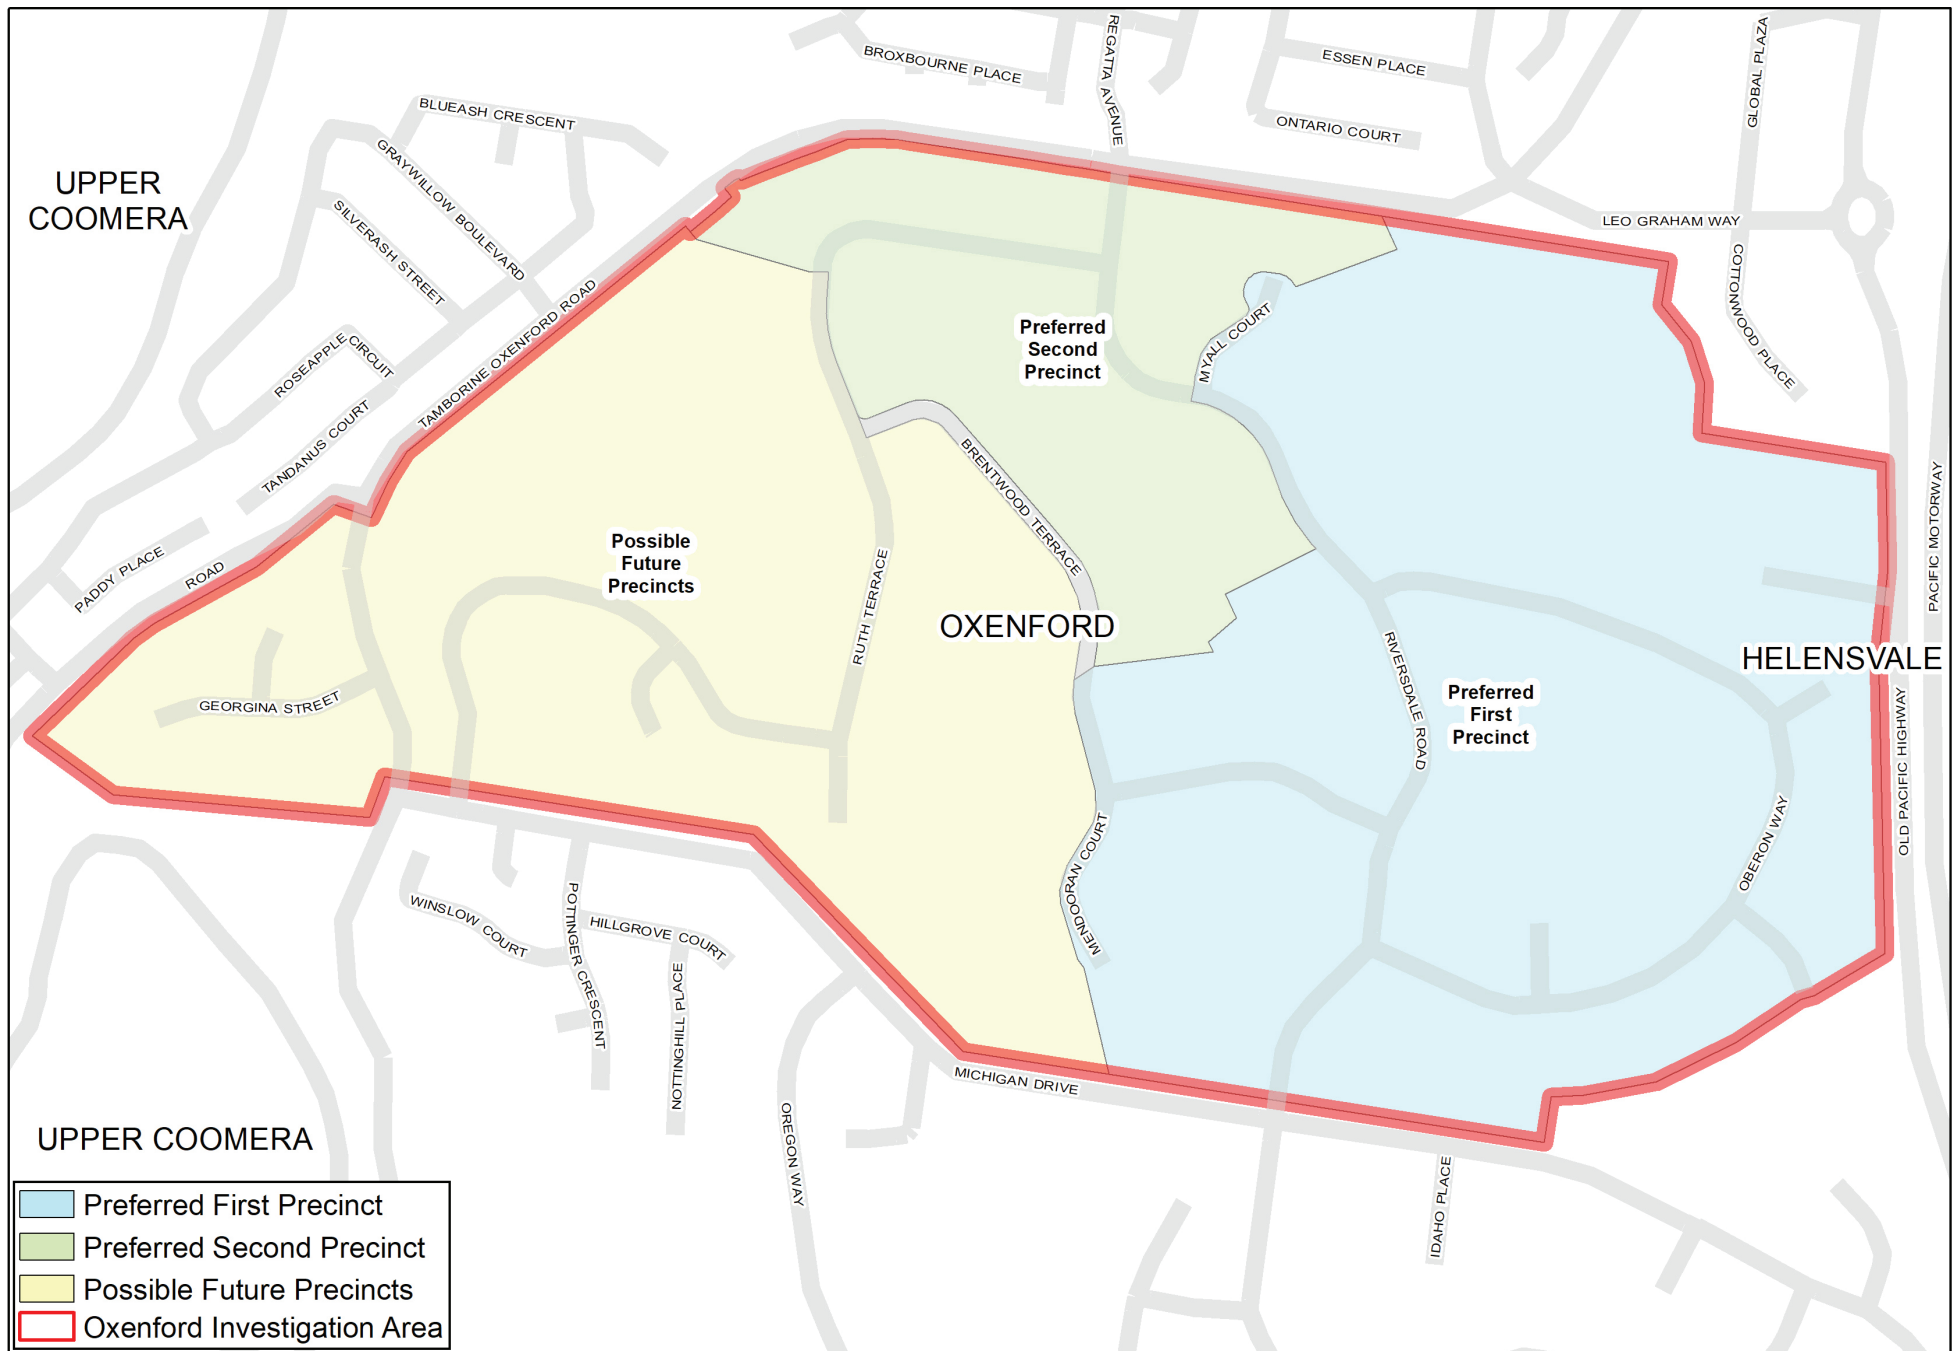 BROXBOURNE PLACE
REGATTA AVENUE
ESSEN PLACE
ONTARIO COURT
GLOBAL PLAZA
BLUEASH CRESCENT
GRAYWILLOW BOULEVARD
SILVERASH STREET
UPPER
COOMERA
LEO GRAHAM WAY
COTTONWOOD PLACE
ROSEAPPLE CIRCUIT
TANDANUS COURT
TAMBORINE OXENFORD ROAD
MYALL COURT
Preferred
Second
Precinct
BRENTWOOD TERRACE
PACIFIC MOTORWAY
PADDY PLACE
ROAD
Possible
Future
Precincts
RUTH TERRACE
OXENFORD
RIVERSDALE ROAD
HELENSVALE
GEORGINA STREET
Preferred
First
Precinct
OLD PACIFIC HIGHWAY
OBERON WAY
MENDOORAN COURT
WINSLOW COURT
POTTINGER CRESCENT
HILLGROVE COURT
NOTTINGHILL PLACE
MICHIGAN DRIVE
OREGON WAY
IDAHO PLACE
UPPER COOMERA
Preferred First Precinct
Preferred Second Precinct
Possible Future Precincts
Oxenford Investigation Area